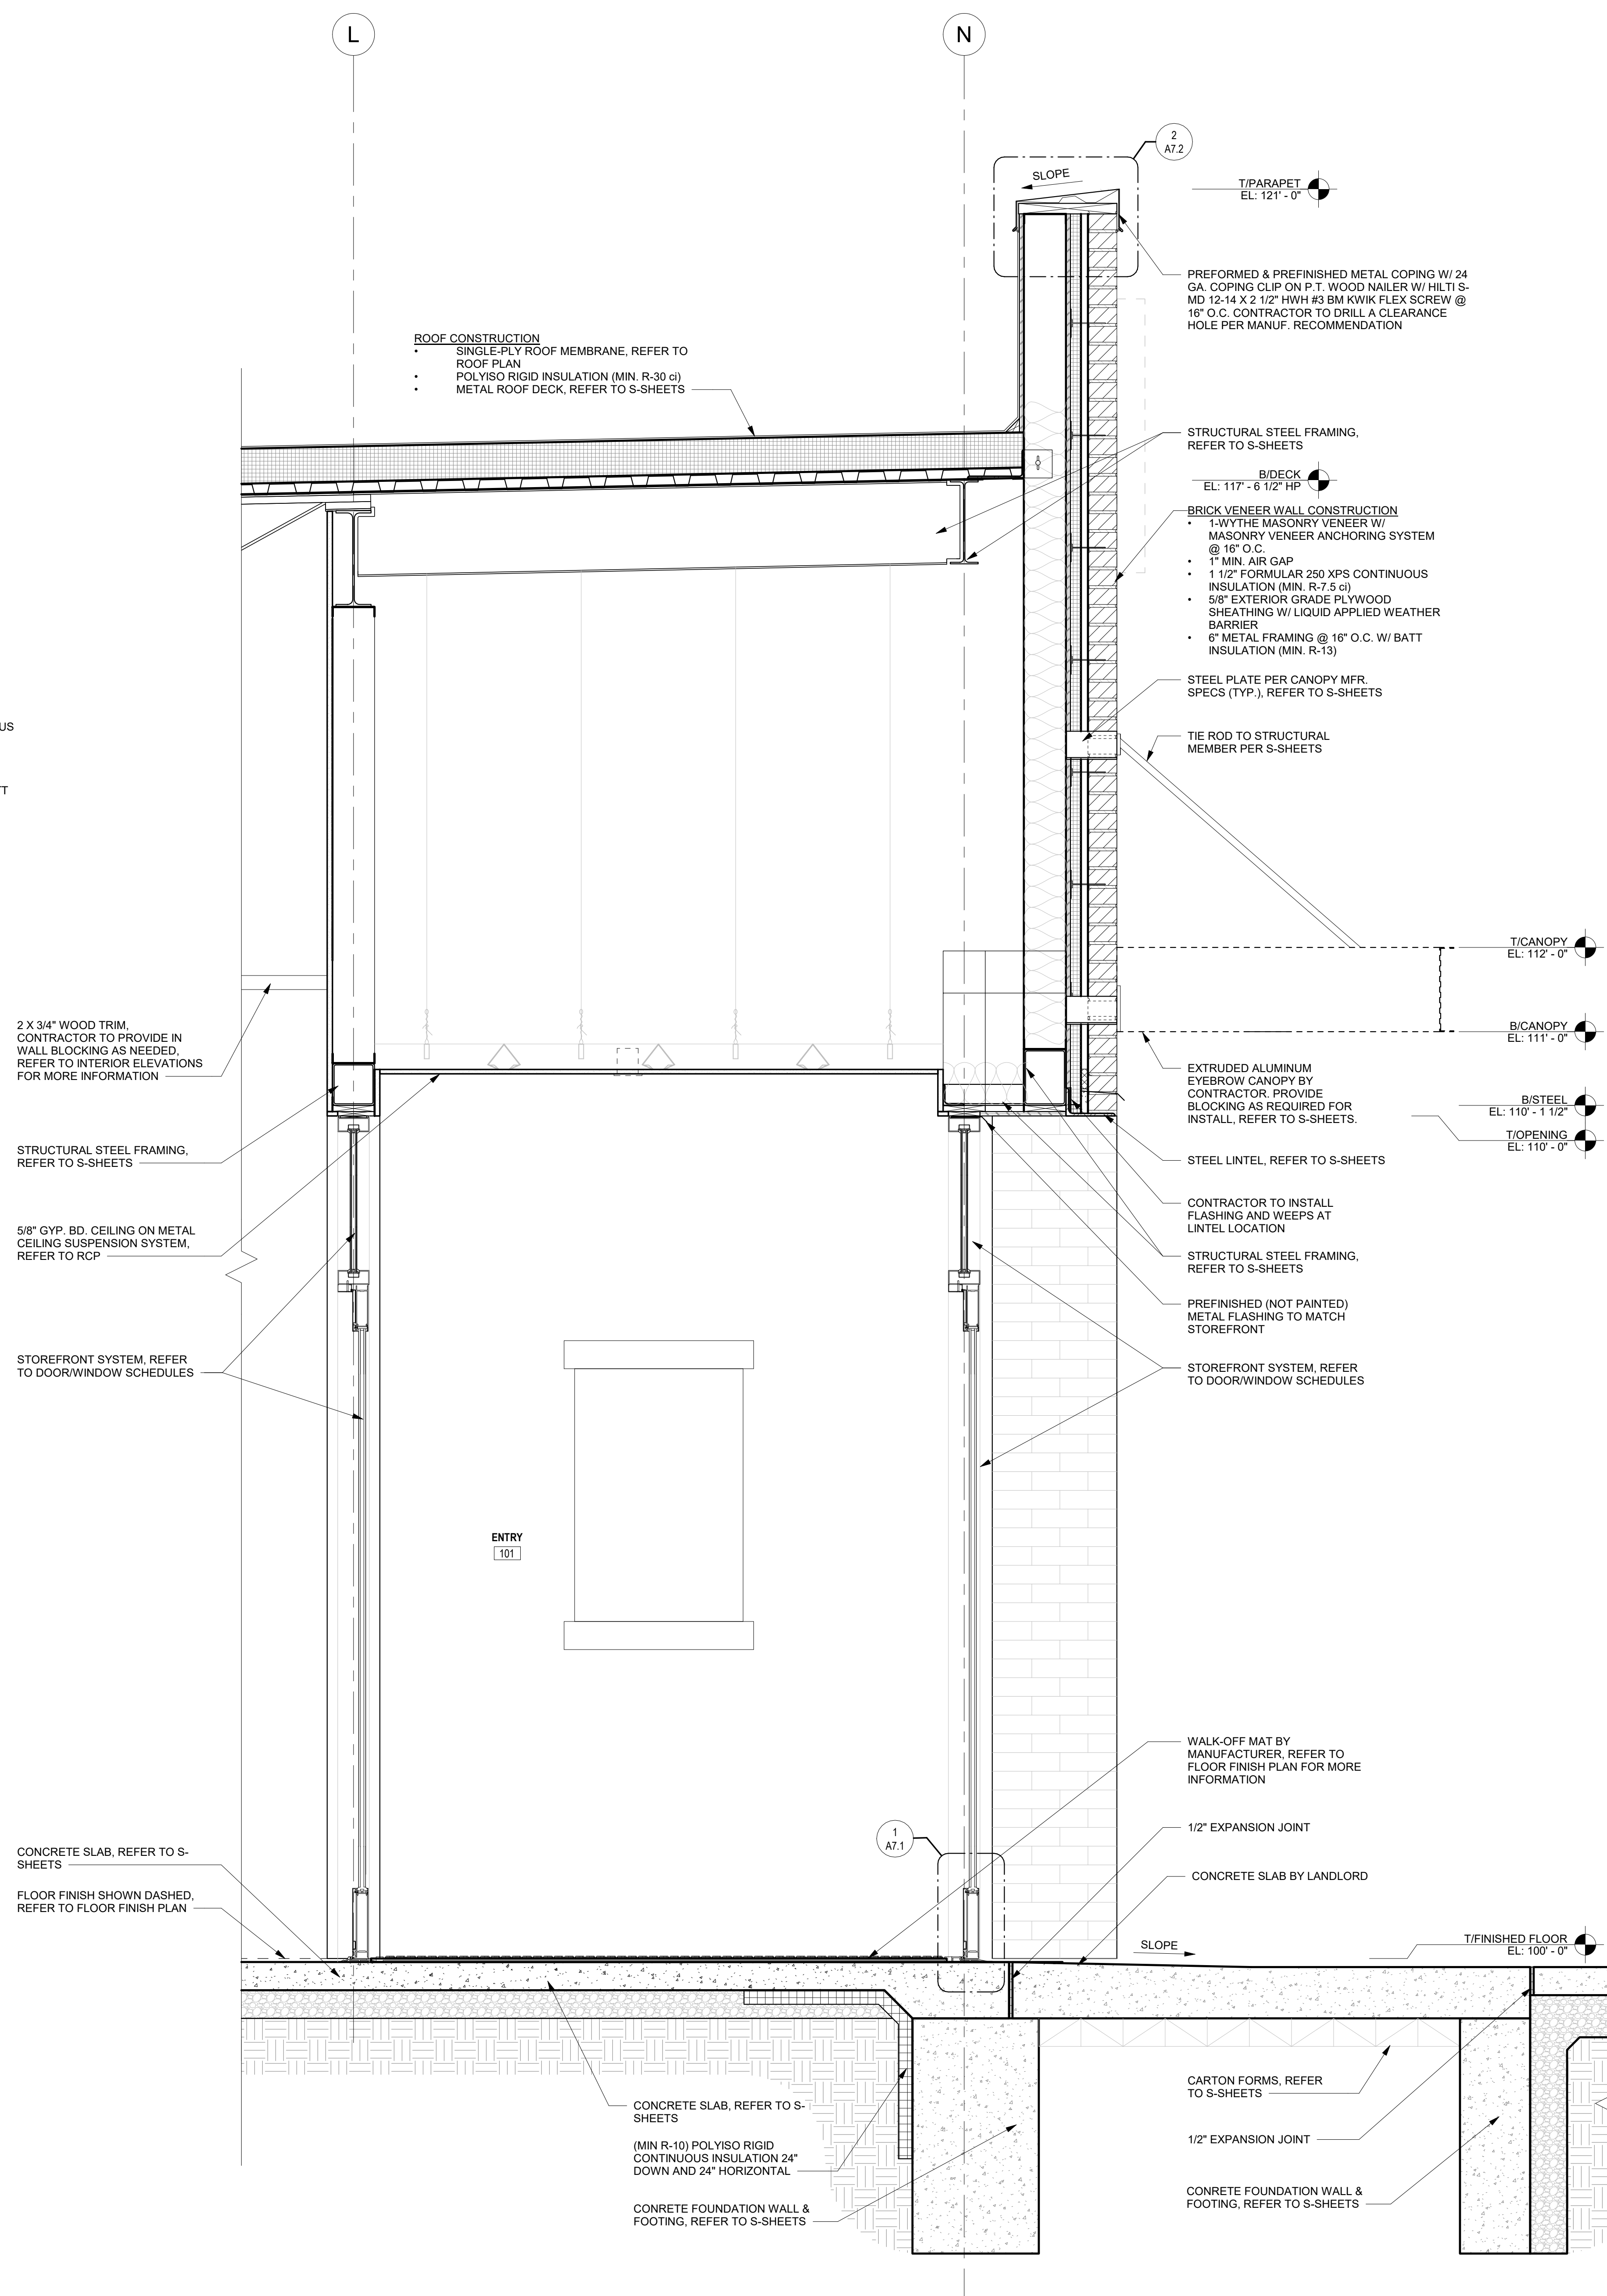 L
N
2
A7.2
SLOPE
T/PARAPET
EL: 121' - 0"
PREFORMED & PREFINISHED METAL COPING W/ 24
GA. COPING CLIP ON P.T. WOOD NAILER W/ HILTI S-
MD 12-14 X 2 1/2" HWH #3 BM KWIK FLEX SCREW @
16" O.C. CONTRACTOR TO DRILL A CLEARANCE
HOLE PER MANUF. RECOMMENDATION
ROOF CONSTRUCTION
• SINGLE-PLY ROOF MEMBRANE, REFER TO
ROOF PLAN
• POLYISO RIGID INSULATION (MIN. R-30 ci)
• METAL ROOF DECK, REFER TO S-SHEETS
STRUCTURAL STEEL FRAMING,
REFER TO S-SHEETS
B/DECK
EL: 117' - 6 1/2" HP
BRICK VENEER WALL CONSTRUCTION
• 1-WYTHE MASONRY VENEER W/
MASONRY VENEER ANCHORING SYSTEM
@ 16" O.C.
• 1" MIN. AIR GAP
• 1 1/2" FORMULAR 250 XPS CONTINUOUS
INSULATION (MIN. R-7.5 ci)
• 5/8" EXTERIOR GRADE PLYWOOD
SHEATHING W/ LIQUID APPLIED WEATHER
BARRIER
• 6" METAL FRAMING @ 16" O.C. W/ BATT
INSULATION (MIN. R-13)
STEEL PLATE PER CANOPY MFR.
SPECS (TYP.), REFER TO S-SHEETS
US
TIE ROD TO STRUCTURAL
MEMBER PER S-SHEETS
TT
T/CANOPY
EL: 112' - 0"
2 X 3/4" WOOD TRIM,
CONTRACTOR TO PROVIDE IN
WALL BLOCKING AS NEEDED,
REFER TO INTERIOR ELEVATIONS
FOR MORE INFORMATION
B/CANOPY
EL: 111' - 0"
EXTRUDED ALUMINUM
EYEBROW CANOPY BY
CONTRACTOR. PROVIDE
BLOCKING AS REQUIRED FOR
INSTALL, REFER TO S-SHEETS.
B/STEEL
EL: 110' - 1 1/2"
T/OPENING
EL: 110' - 0"
STRUCTURAL STEEL FRAMING,
REFER TO S-SHEETS
STEEL LINTEL, REFER TO S-SHEETS
CONTRACTOR TO INSTALL
FLASHING AND WEEPS AT
LINTEL LOCATION
5/8" GYP. BD. CEILING ON METAL
CEILING SUSPENSION SYSTEM,
REFER TO RCP
STRUCTURAL STEEL FRAMING,
REFER TO S-SHEETS
PREFINISHED (NOT PAINTED)
METAL FLASHING TO MATCH
STOREFRONT
STOREFRONT SYSTEM, REFER
TO DOOR/WINDOW SCHEDULES
STOREFRONT SYSTEM, REFER
TO DOOR/WINDOW SCHEDULES
ENTRY
101
WALK-OFF MAT BY
MANUFACTURER, REFER TO
FLOOR FINISH PLAN FOR MORE
INFORMATION
1
A7.1
1/2" EXPANSION JOINT
CONCRETE SLAB, REFER TO S-
SHEETS
CONCRETE SLAB BY LANDLORD
FLOOR FINISH SHOWN DASHED,
REFER TO FLOOR FINISH PLAN
SLOPE
T/FINISHED FLOOR
EL: 100' - 0"
CARTON FORMS, REFER
TO S-SHEETS
CONCRETE SLAB, REFER TO S-
SHEETS
1/2" EXPANSION JOINT
(MIN R-10) POLYISO RIGID
CONTINUOUS INSULATION 24"
DOWN AND 24" HORIZONTAL
CONRETE FOUNDATION WALL &
FOOTING, REFER TO S-SHEETS
CONRETE FOUNDATION WALL &
FOOTING, REFER TO S-SHEETS